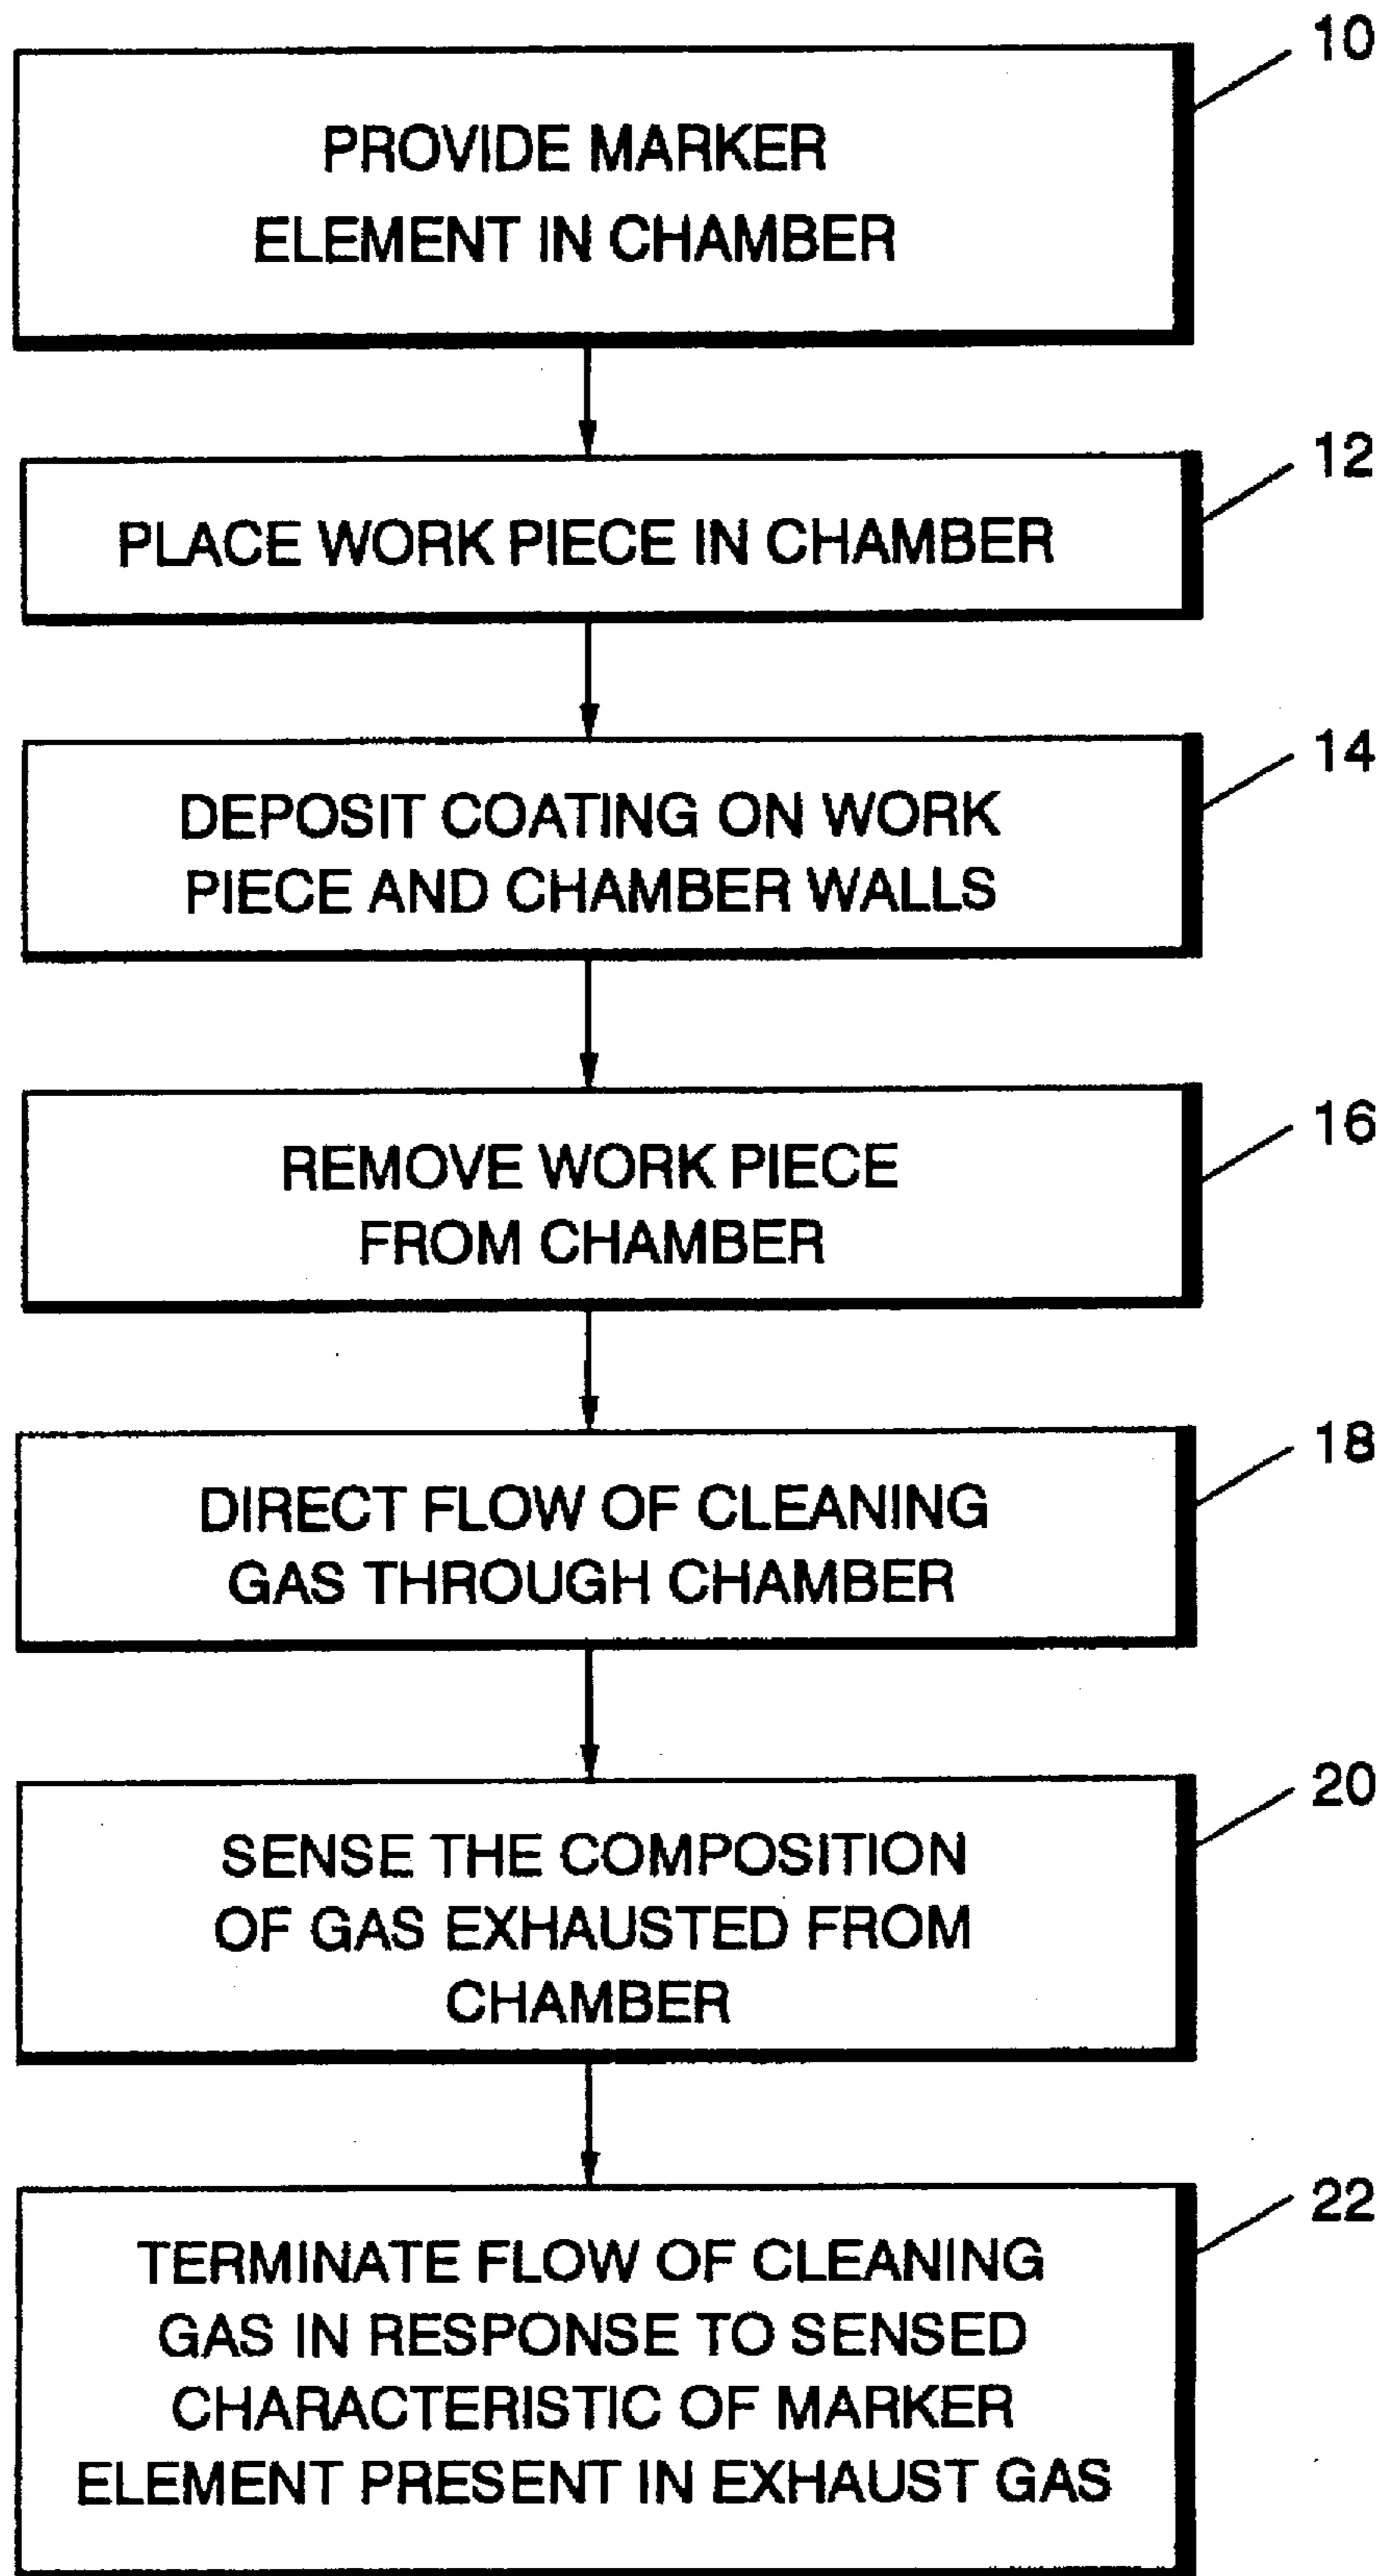 10
PROVIDE MARKER
ELEMENT IN CHAMBER
12
PLACE WORK PIECE IN CHAMBER
14
DEPOSIT COATING ON WORK
PIECE AND CHAMBER WALLS
16
REMOVE WORK PIECE
FROM CHAMBER
18
DIRECT FLOW OF CLEANING
GAS THROUGH CHAMBER
20
SENSE THE COMPOSITION
OF GAS EXHAUSTED FROM
CHAMBER
22
TERMINATE FLOW OF CLEANING
GAS IN RESPONSE TO SENSED
CHARACTERISTIC OF MARKER
ELEMENT PRESENT IN EXHAUST GAS